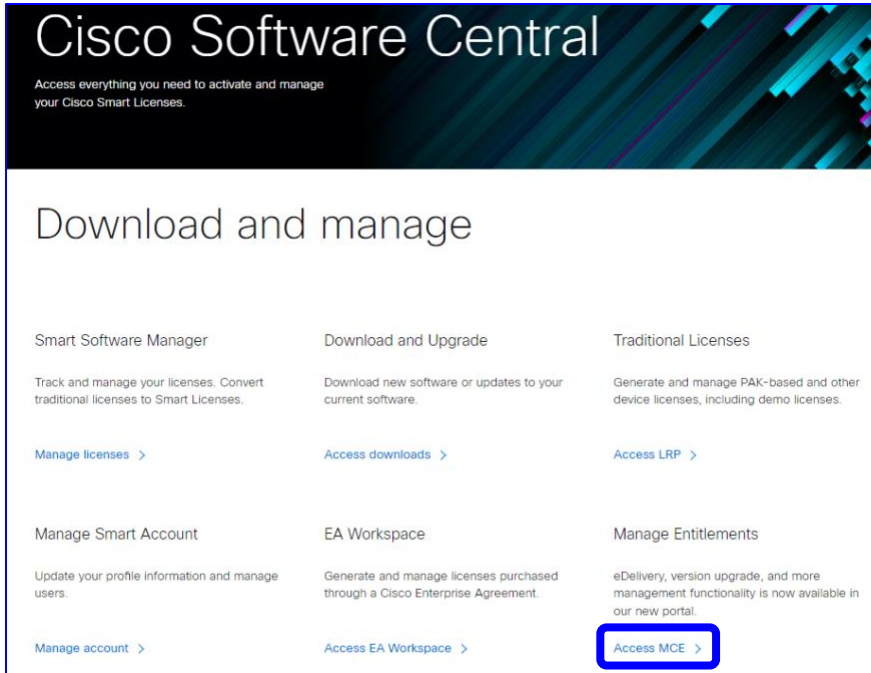 Cisco Software Central
Access everything you need to activate and manage
your Cisco Smart Licenses.
Download and manage
Smart Software Manager
Track and manage your licenses. Convert
traditional licenses to Smart Licenses.
Manage licenses >
Download and Upgrade
Download new software or updates to your
current software.
Access downloads >
Traditional Licenses
Generate and manage PAK-based and other
device licenses, including demo licenses.
Access LRP >
Manage Smart Account
Update your profile information and manage
users.
Manage account >
EA Workspace
Generate and manage licenses purchased
through a Cisco Enterprise Agreement.
Access EA Workspace >
Manage Entitlements
eDelivery, version upgrade, and more
management functionality is now available in
our new portal.
Access MCE >